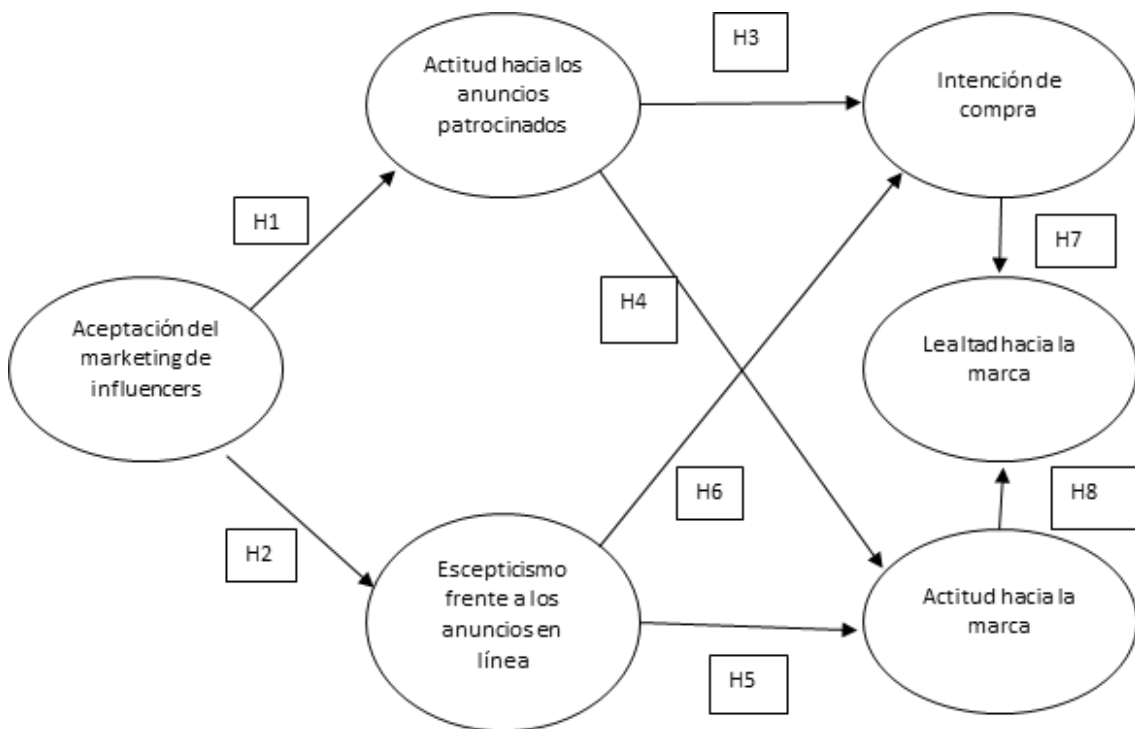 Actitud hacia los
anuncios
patrocinados
H3
Intención de
compra
H1
H7
Aceptación del
marketing de
influencers
H4
Lealtad hacia la
marca
H6
H8
H2
Escepticismo
frente a los
anuncios en
línea
Actitud hacia la
marca
H5